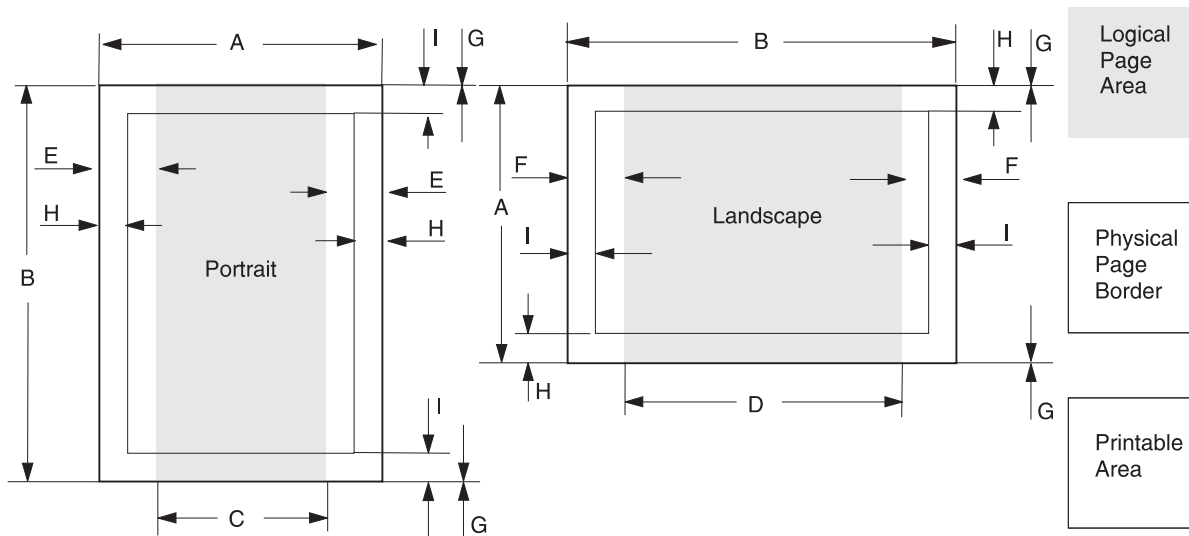 A
I
G
B
H
G
Logical
Page
Area
E
E
H
H
B
Portrait
I
C
G
F
F
A
Landscape
I
I
H
D
G
Physical
Page
Border
Printable
Area